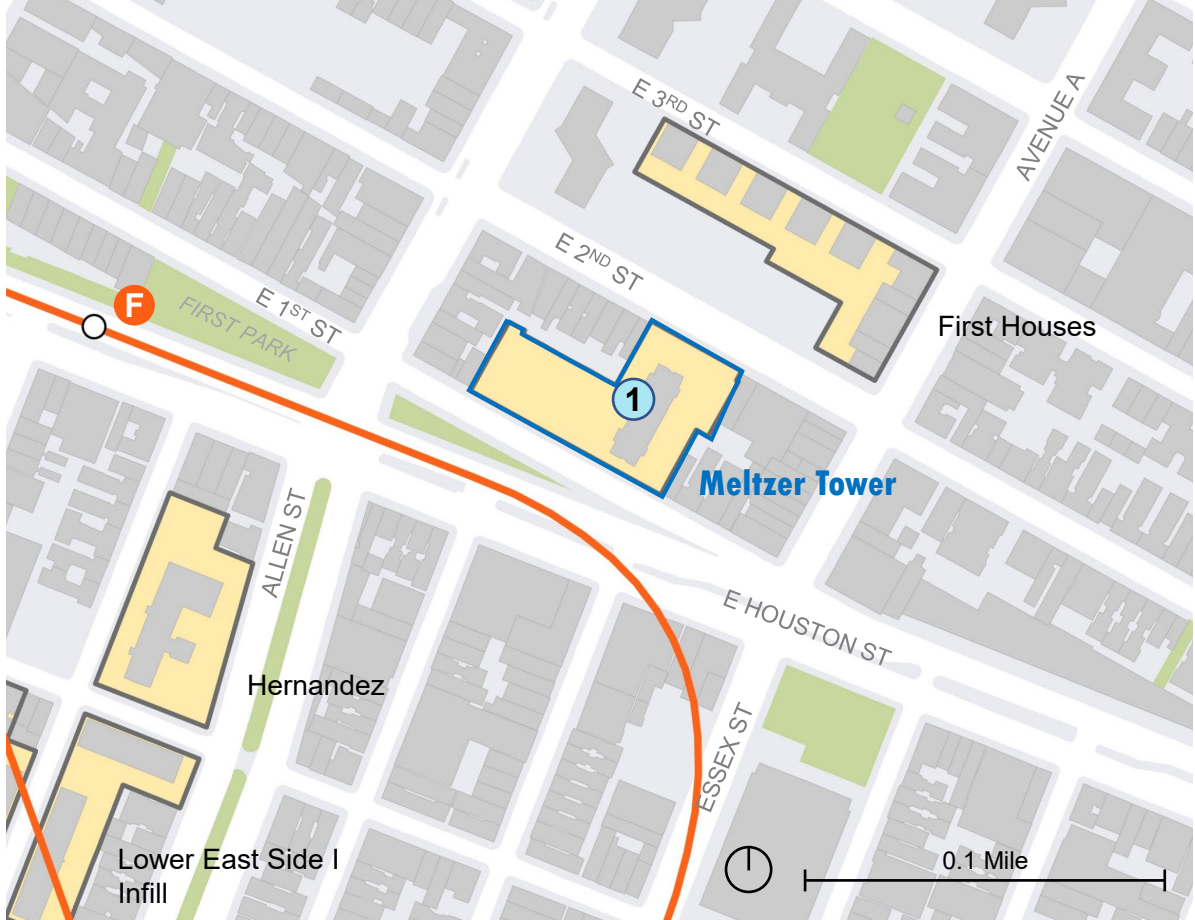 E 3RD ST
AVENUE A
E 2ND ST
F
E 1ST ST
FIRST PARK
First Houses
1
Meltzer Tower
ALLEN ST
E HOUSTON ST
Hernandez
ESSEX ST
Lower East Side I
Infill
0.1 Mile